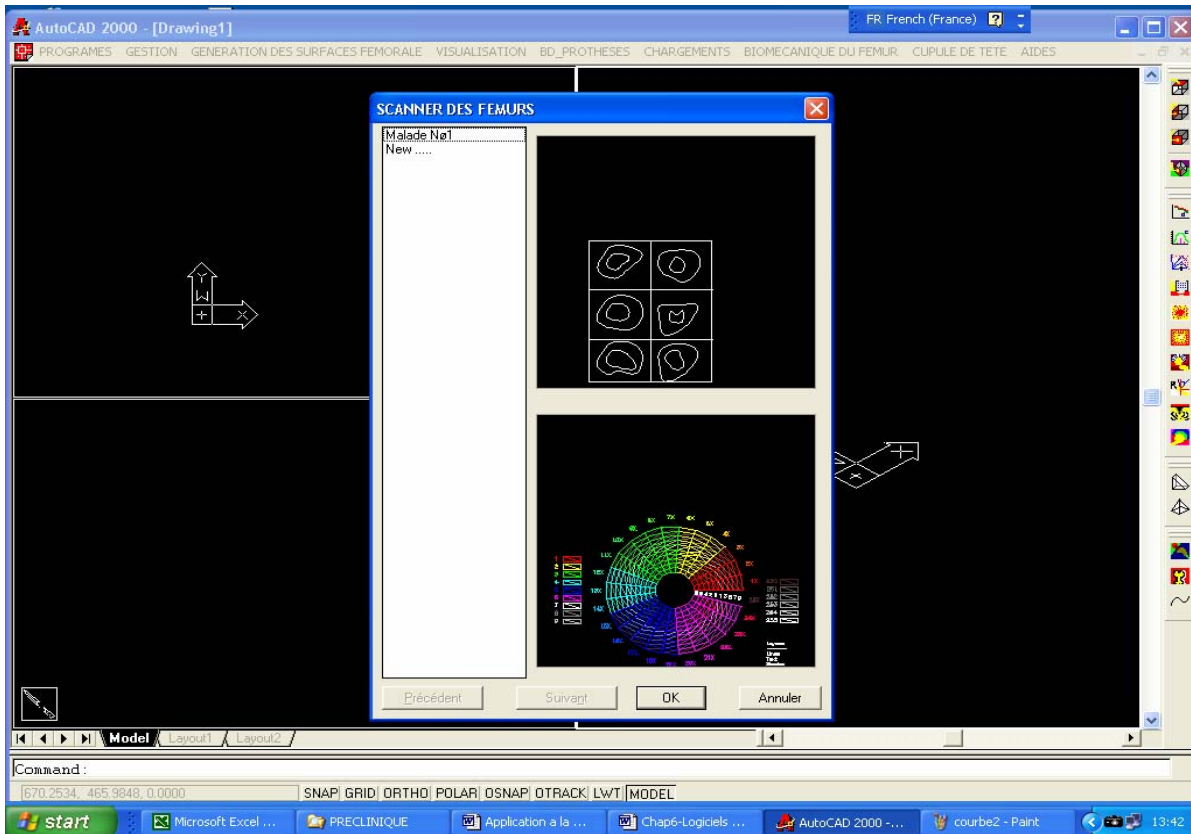 FR French (France)
AutoCAD 2000 - [Drawing1]
PROGRAMES GESTION GENERATION DES SURFACES FEMORALE VISUALISATION BD_PROTHESES CHARGEMENTS BIOMECANIQUE DU FEMUR CUPULE DE TETE AIDES
SCANNER DES FEMURS
Malade Nø1
New .....
Y
W
X
Précédent Suivant OK Annuler
Model Layout1 Layout2
Command:
670.2534, 465.9848, 0.0000 SNAP GRID ORTHO POLAR OSNAP OTRACK LWT MODEL
start Microsoft Excel ... PRECLINIQUE Application a la ... Chap6-Logiciels ... AutoCAD 2000 -... courbe2 - Paint 13:42